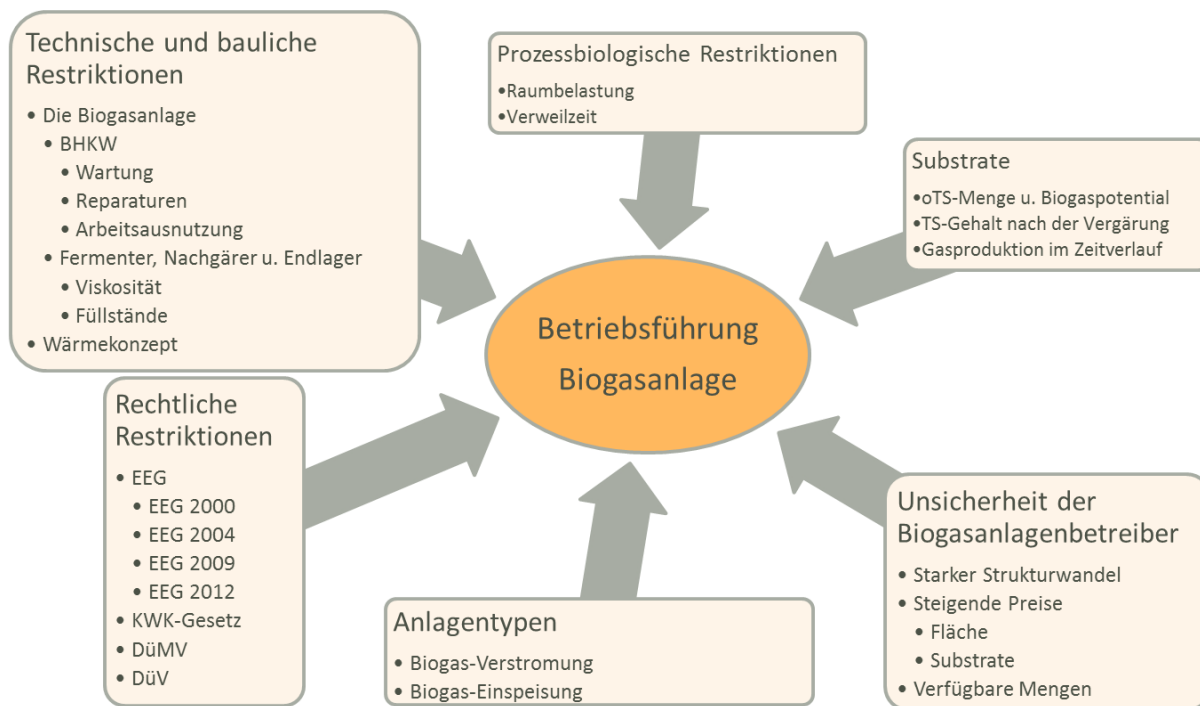 Technische und bauliche
Restriktionen
• Die Biogasanlage
• BHKW
• Wartung
• Reparaturen
• Arbeitsausnutzung
• Fermenter, Nachgärer u. Endlager
• Viskosität
• Füllstände
• Wärmekonzept
Prozessbiologische Restriktionen
•Raumbelastung
•Verweilzeit
Substrate
•oTS-Menge u. Biogaspotential
•TS-Gehalt nach der Vergärung
•Gasproduktion im Zeitverlauf
Betriebsführung
Biogasanlage
Rechtliche
Restriktionen
• EEG
• EEG 2000
• EEG 2004
• EEG 2009
• EEG 2012
• KWK-Gesetz
• DüMV
• DüV
Anlagentypen
• Biogas-Verstromung
• Biogas-Einspeisung
Unsicherheit der
Biogasanlagenbetreiber
• Starker Strukturwandel
• Steigende Preise
• Fläche
• Substrate
• Verfügbare Mengen